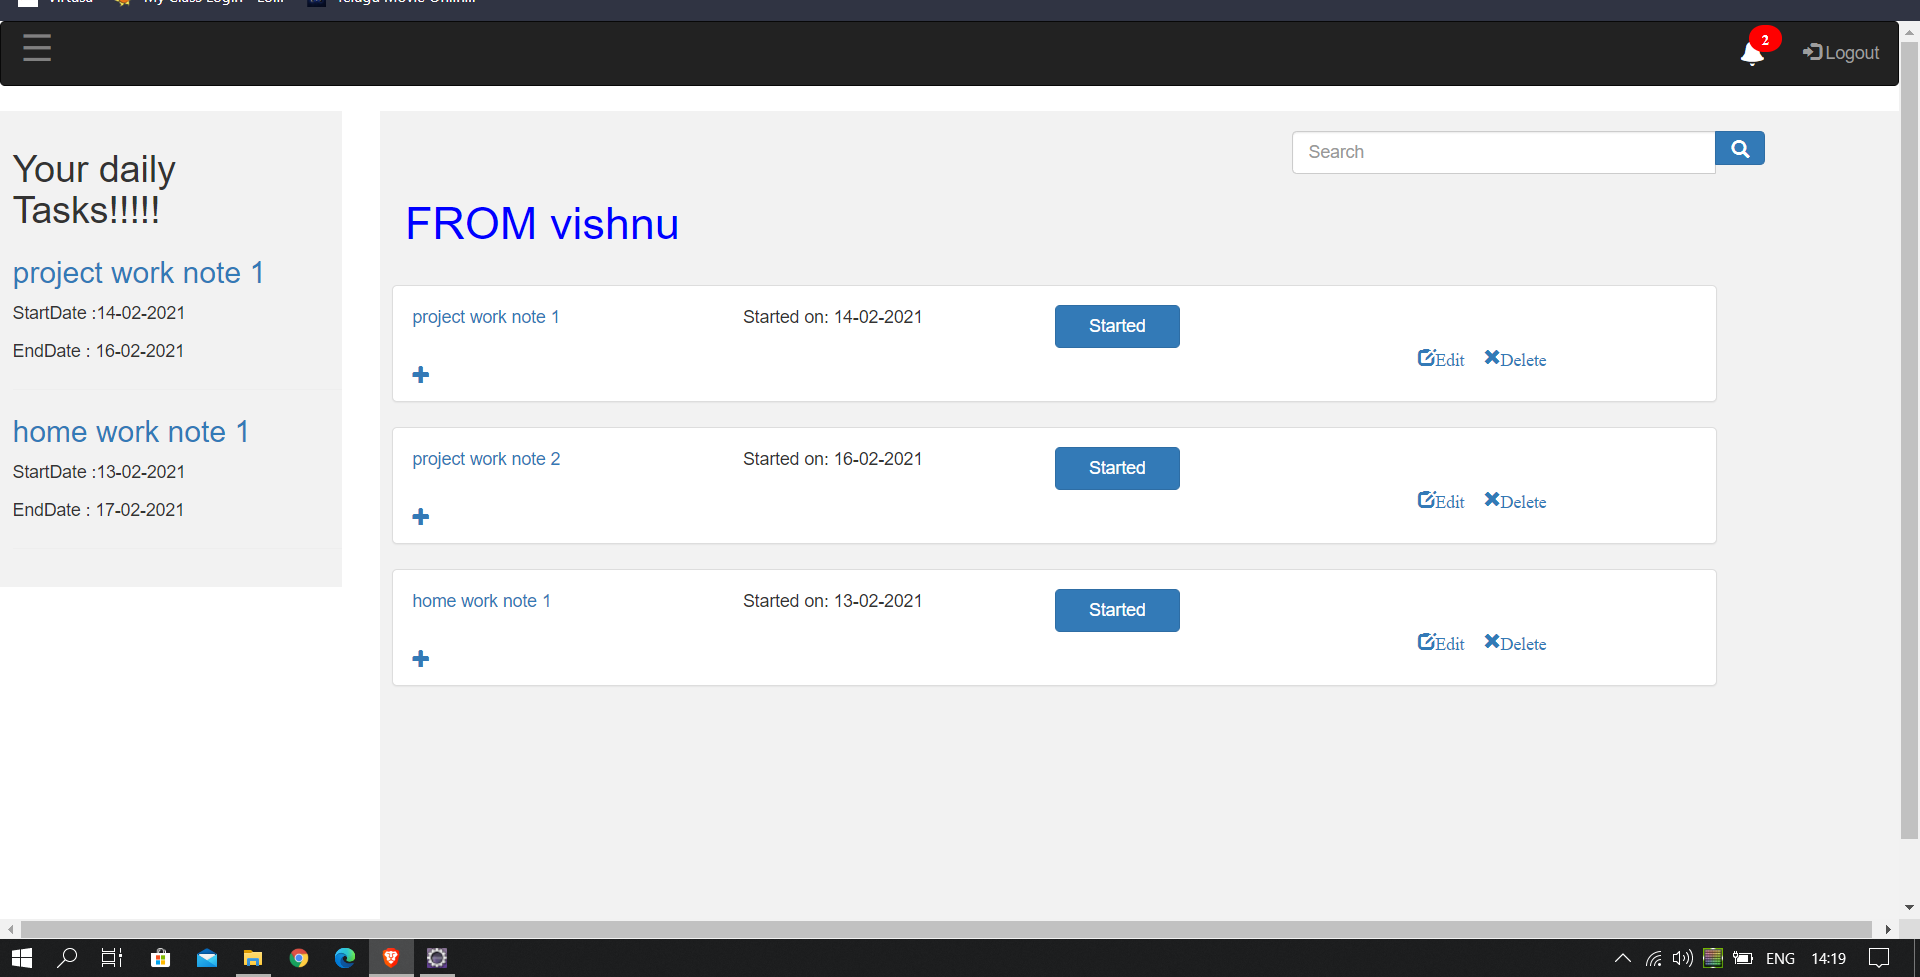 2
Logout
Your daily
Tasks!!!!!
project work note 1
StartDate :14-02-2021
EndDate : 16-02-2021
home work note 1
StartDate :13-02-2021
EndDate : 17-02-2021
Search
FROM vishnu
project work note 1 Started on: 14-02-2021 Started
Edit Delete
project work note 2 Started on: 16-02-2021 Started
Edit Delete
home work note 1 Started on: 13-02-2021 Started
Edit Delete
ENG 14:19